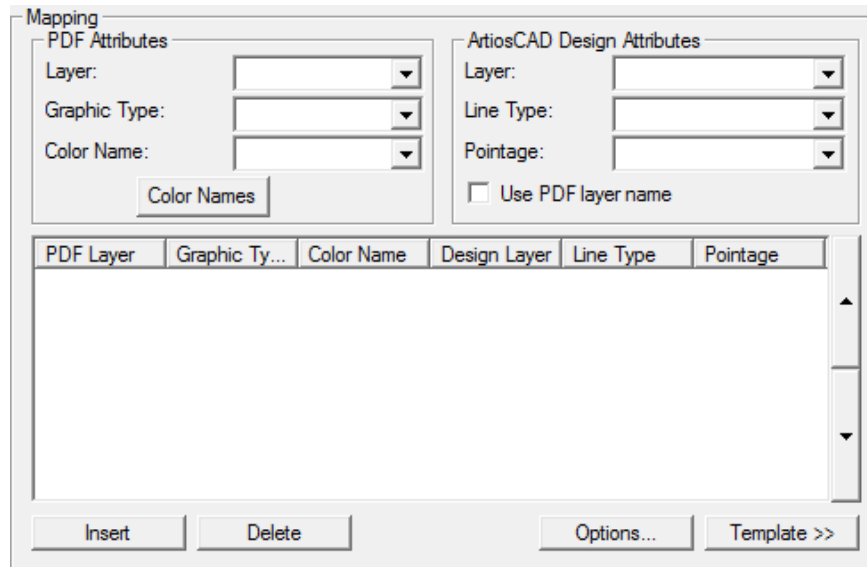 Mapping
PDF Attributes
Layer:
Graphic Type:
Color Name:
Color Names
ArtiosCAD Design Attributes
Layer:
Line Type:
Pointage:
Use PDF layer name
PDF Layer Graphic Ty... Color Name Design Layer Line Type Pointage
Insert Delete Options... Template >>